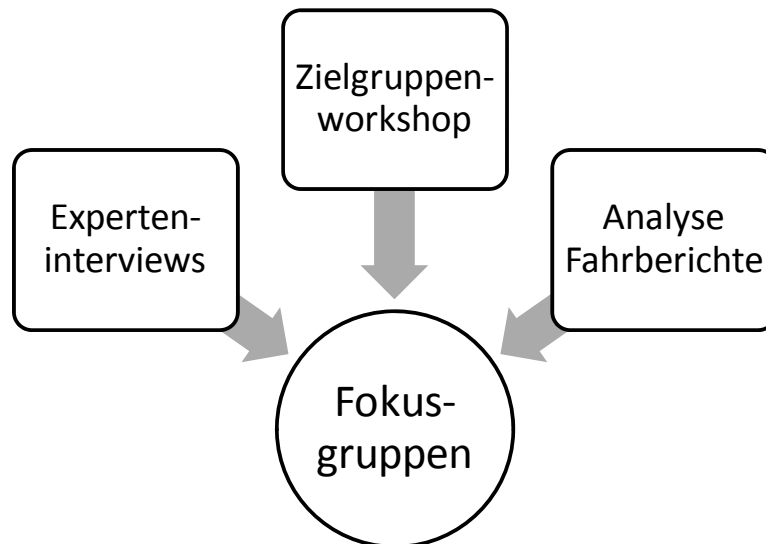 Zielgruppen-
workshop
Experten-
interviews
Analyse
Fahrberichte
Fokus-
gruppen